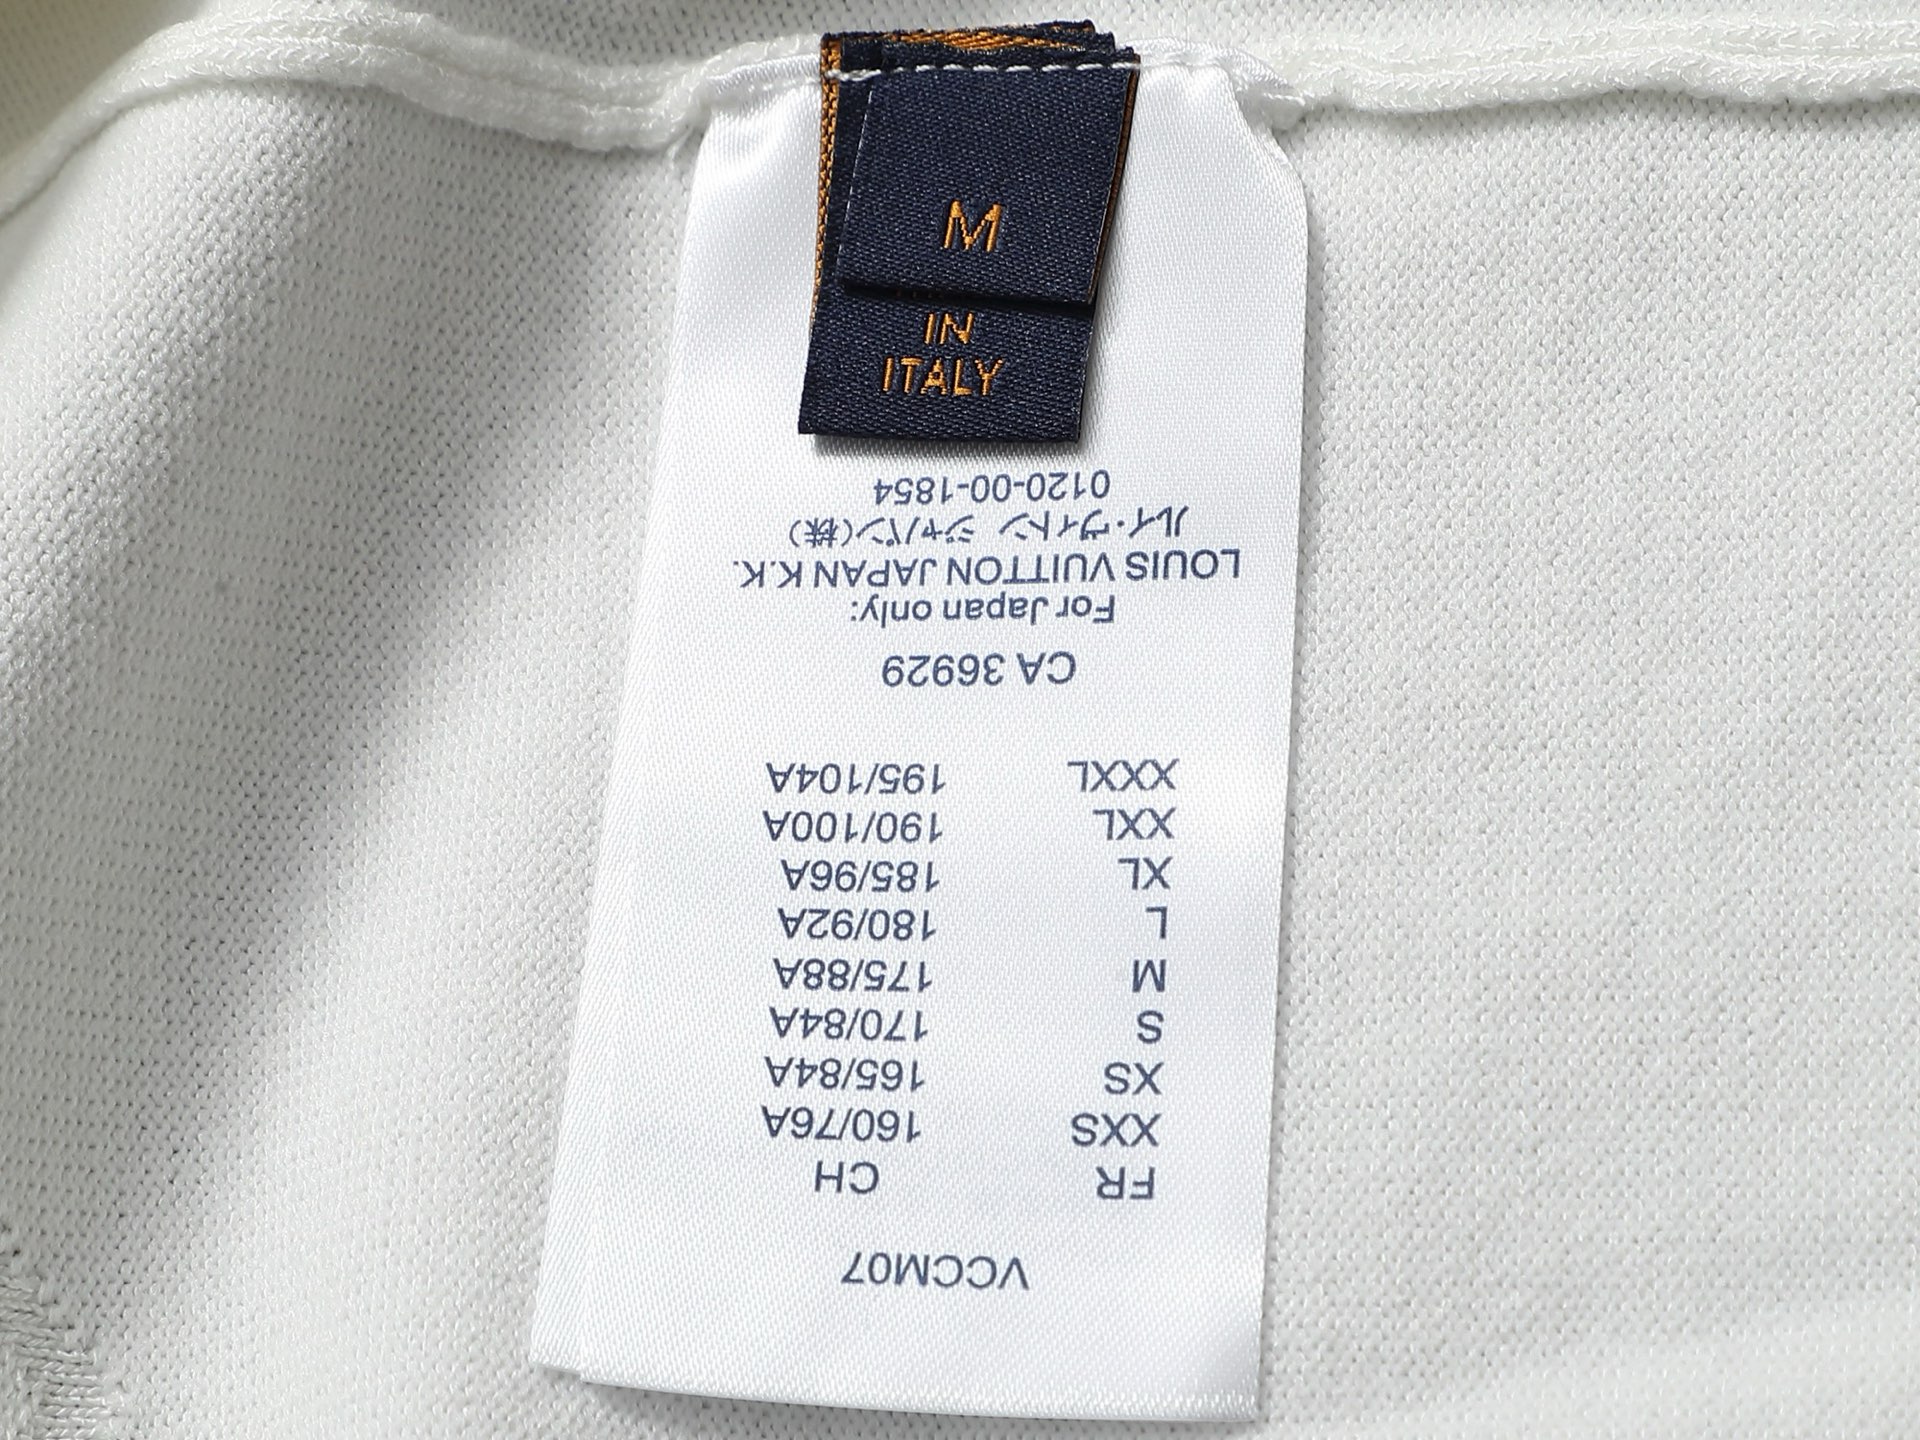 M
IN
ITALY
VCCM07
FR CH
XXS 160/76A
XS 165/84A
S 170/84A
M 175/88A
L 180/92A
XL 185/96A
XXL 190/100A
XXXL 195/104A
CA 36929
For Japan only:
LOUIS VUITTON JAPAN K.K.
ルイ・ヴィトン ジャパン(株)
0120-00-1854